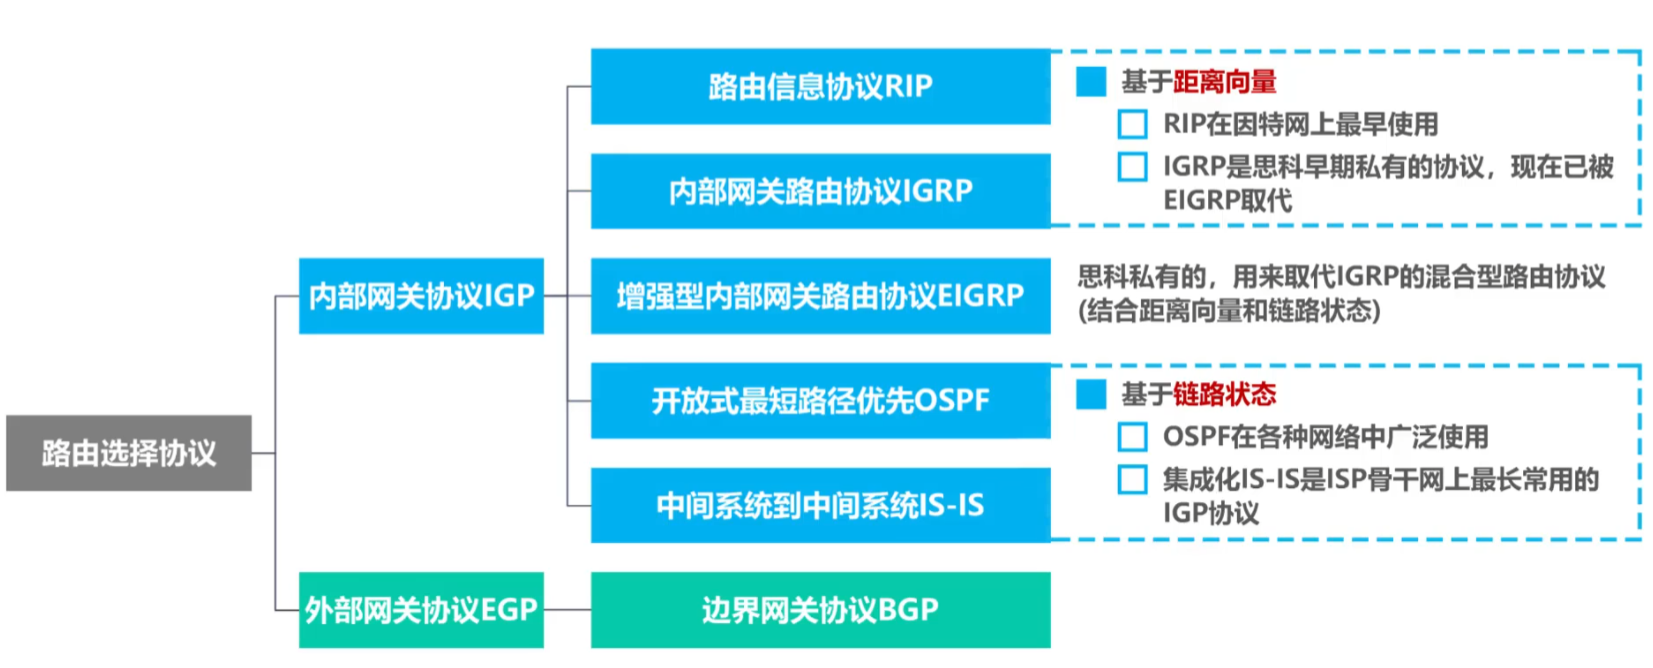 路由信息协议RIP
基于距离向量
RIP在因特网上最早使用
内部网关路由协议IGRP
IGRP是思科早期私有的协议，现在已被
EIGRP取代
内部网关协议IGP
增强型内部网关路由协议EIGRP
思科私有的，用来取代IGRP的混合型路由协议
(结合距离向量和链路状态)
开放式最短路径优先OSPF
基于链路状态
OSPF在各种网络中广泛使用
路由选择协议
中间系统到中间系统IS-IS
集成化IS-IS是ISP骨干网上最长常用的
IGP协议
外部网关协议EGP
边界网关协议BGP